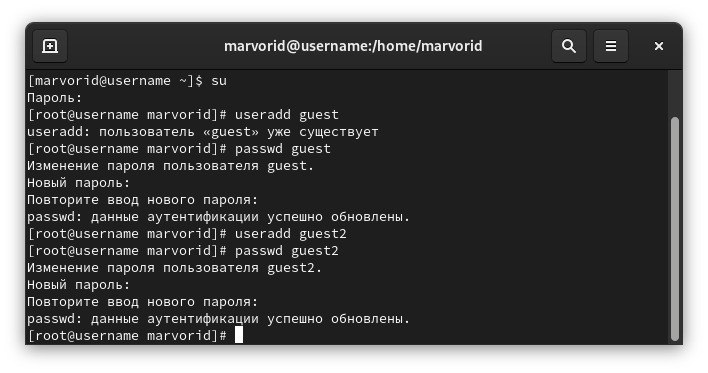 marvorid@username:/home/marvorid
[marvorid@username ~]$ su
Пароль:
[root@username marvorid]# useradd guest
useradd: пользователь «guest» уже существует
[root@username marvorid]# passwd guest
Изменение пароля пользователя guest.
Новый пароль:
Повторите ввод нового пароля:
passwd: данные аутентификации успешно обновлены.
[root@username marvorid]# useradd guest2
[root@username marvorid]# passwd guest2
Изменение пароля пользователя guest2.
Новый пароль:
Повторите ввод нового пароля:
passwd: данные аутентификации успешно обновлены.
[root@username marvorid]#